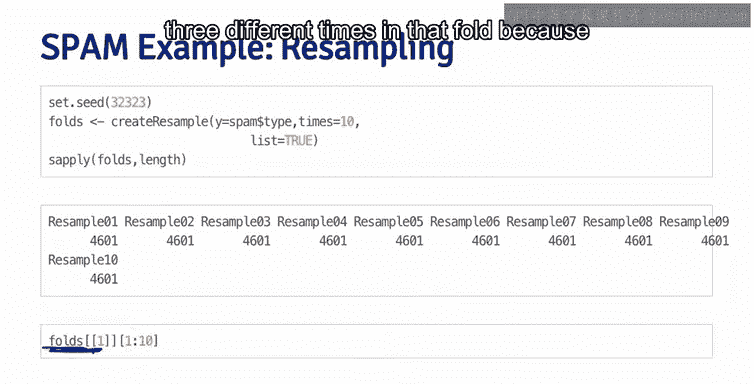 three different times in that fold because
SPAM Example: Resampling
set.seed(32323)
folds <- createResample(y=spam$type,times=10,
list=TRUE)
sapply(folds,length)
Resample01 Resample02 Resample03 Resample04 Resample05 Resample06 Resample07 Resample08 Resample09
4601 4601 4601 4601 4601 4601 4601 4601 4601
Resample10
4601
folds[[1]][1:10]